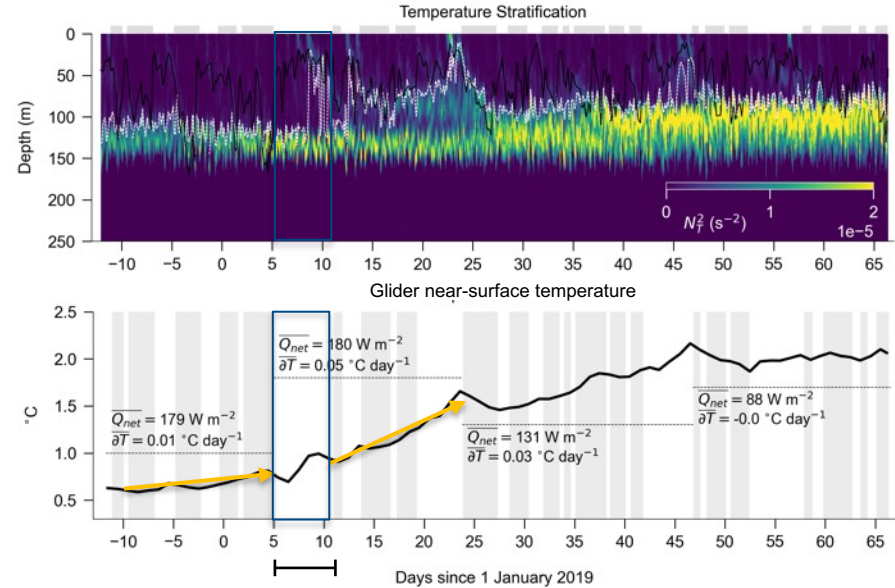 Temperature Stratification
0
50
100
150
200
250
Depth (m)
0 1 2
N_T^2 (s^−2) 1e−5
−10 −5 0 5 10 15 20 25 30 35 40 45 50 55 60 65
Glider near-surface temperature
2.5
2.0
1.5
1.0
0.5
°C
Q_net = 179 W m^−2
∂T = 0.01 °C day^−1
Q_net = 180 W m^−2
∂T = 0.05 °C day^−1
Q_net = 131 W m^−2
∂T = 0.03 °C day^−1
Q_net = 88 W m^−2
∂T = -0.0 °C day^−1
−10 −5 0 5 10 15 20 25 30 35 40 45 50 55 60 65
Days since 1 January 2019